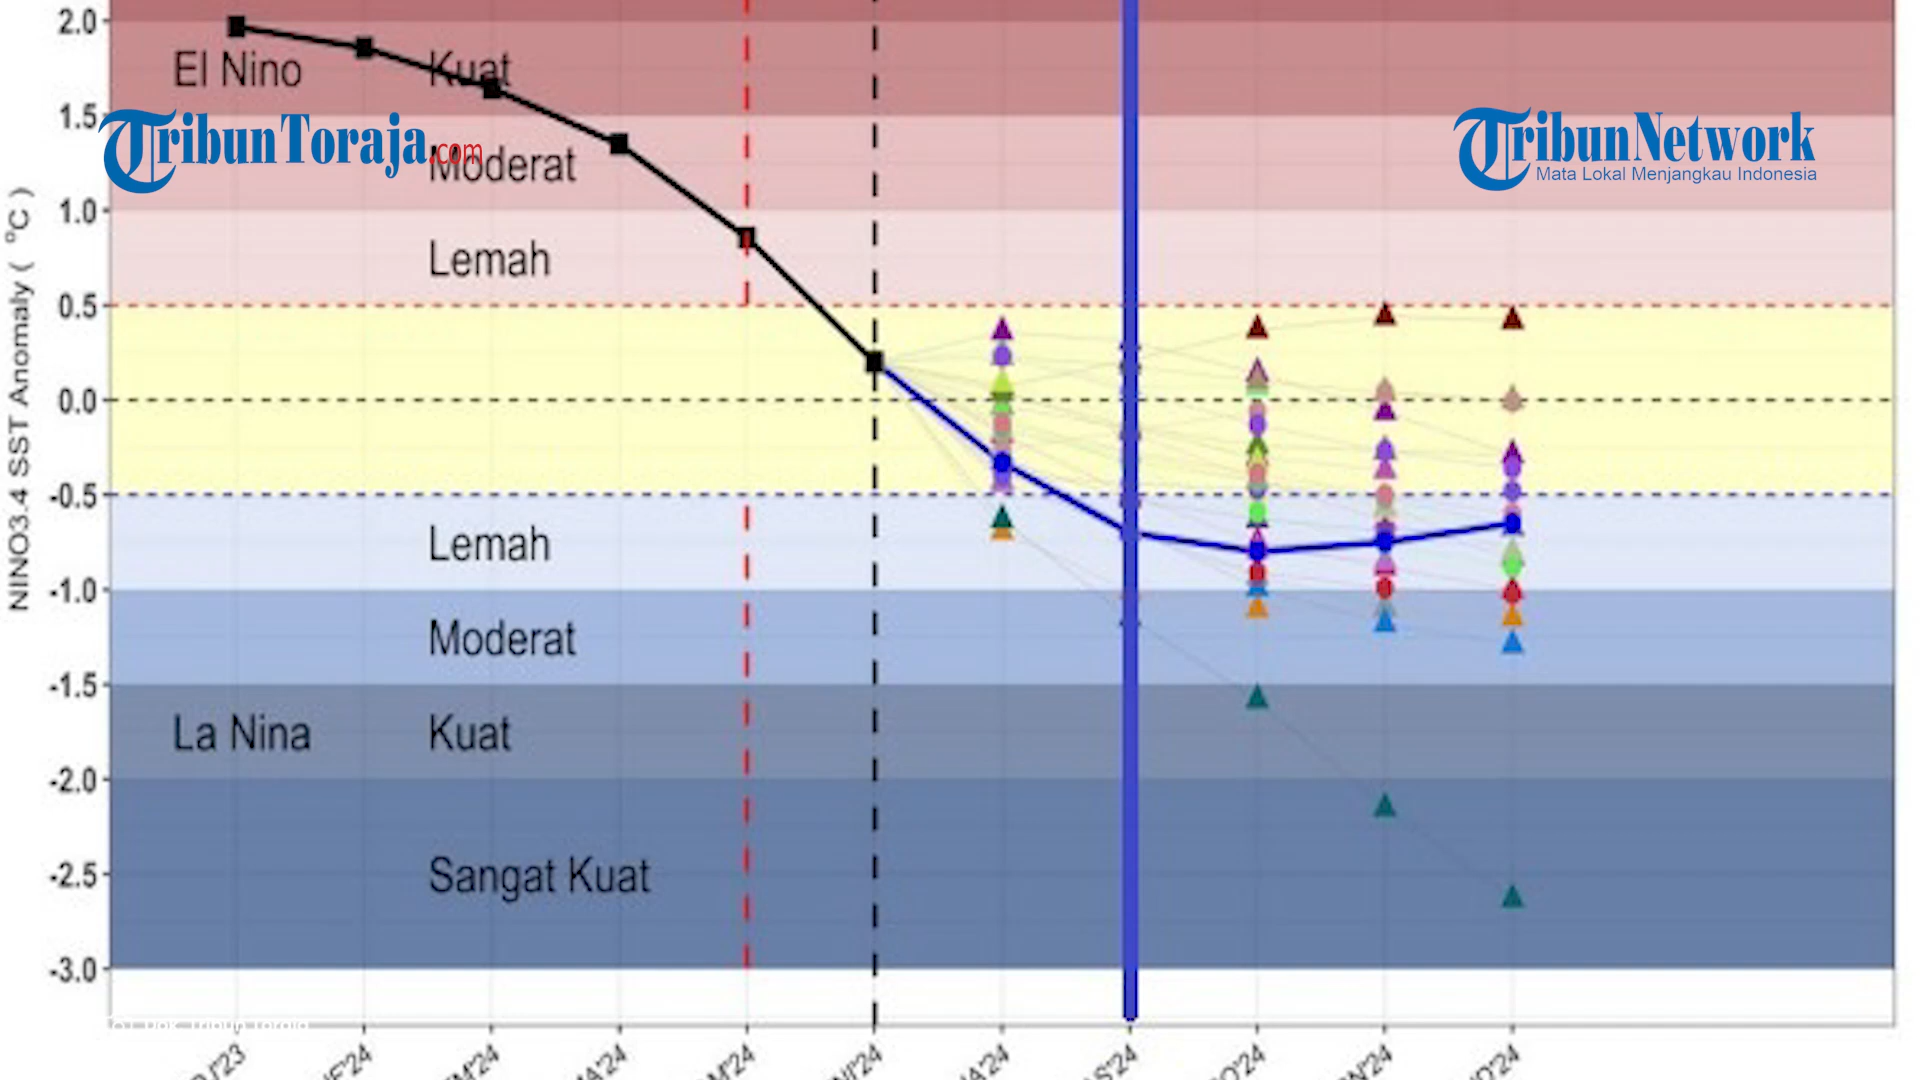 2.0
El Nino Kuat
1.5
TribunToraja.com
TribunNetwork
Mata Lokal Menjangkau Indonesia
Moderat
1.0
Lemah
0.5
0.0
-0.5
Lemah
-1.0
Moderat
-1.5
La Nina Kuat
-2.0
Sangat Kuat
-2.5
-3.0
NINO3.4 SST Anomaly ( °C )